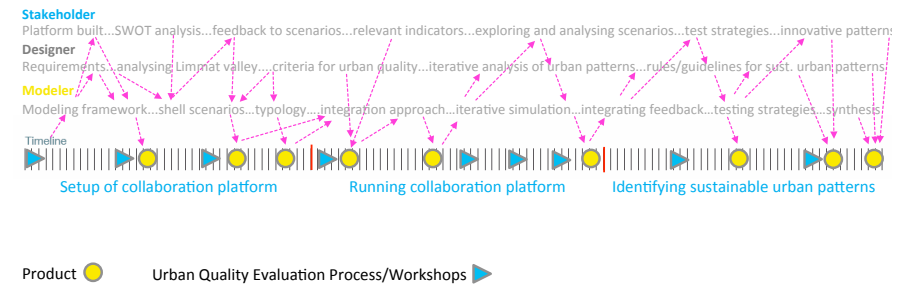 Stakeholder
Platform built...SWOT analysis...feedback to scenarios...relevant indicators...exploring and analysing scenarios...test strategies...innovative patterns
Designer
Requirements...analysing Limmat valley....criteria for urban quality...iterative analysis of urban patterns...rules/guidelines for sust. urban patterns
Modeler
Modeling framework...shell scenarios...typology....integration approach...iterative simulation...integrating feedback...testing strategies...synthesis
Timeline
Setup of collaboration platform Running collaboration platform Identifying sustainable urban patterns
Product Urban Quality Evaluation Process/Workshops